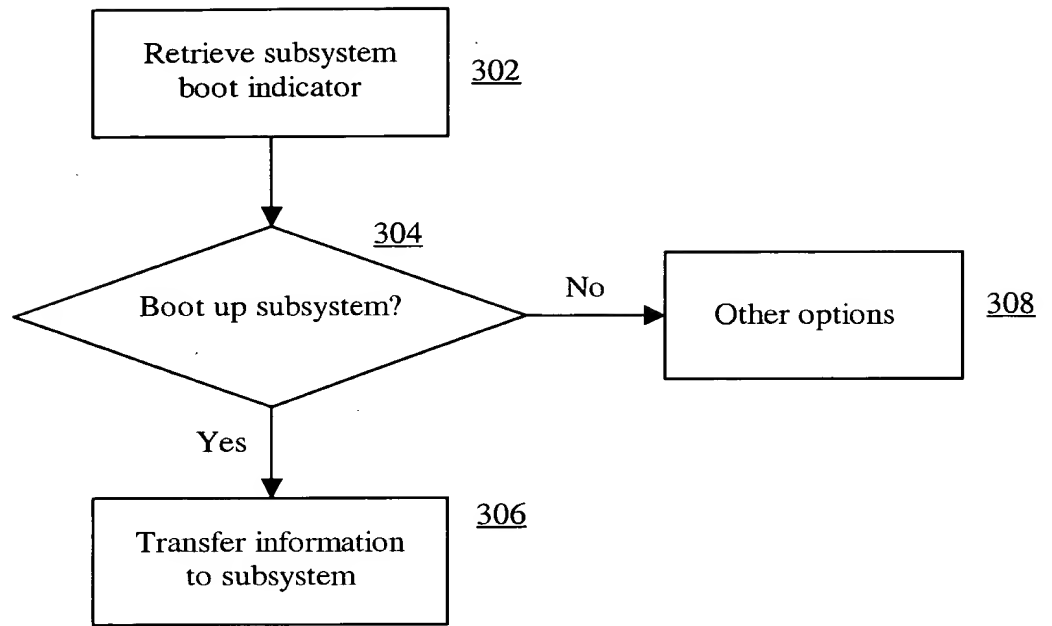 Retrieve subsystem
boot indicator
302
304
Boot up subsystem?
No
Other options
308
Yes
306
Transfer information
to subsystem